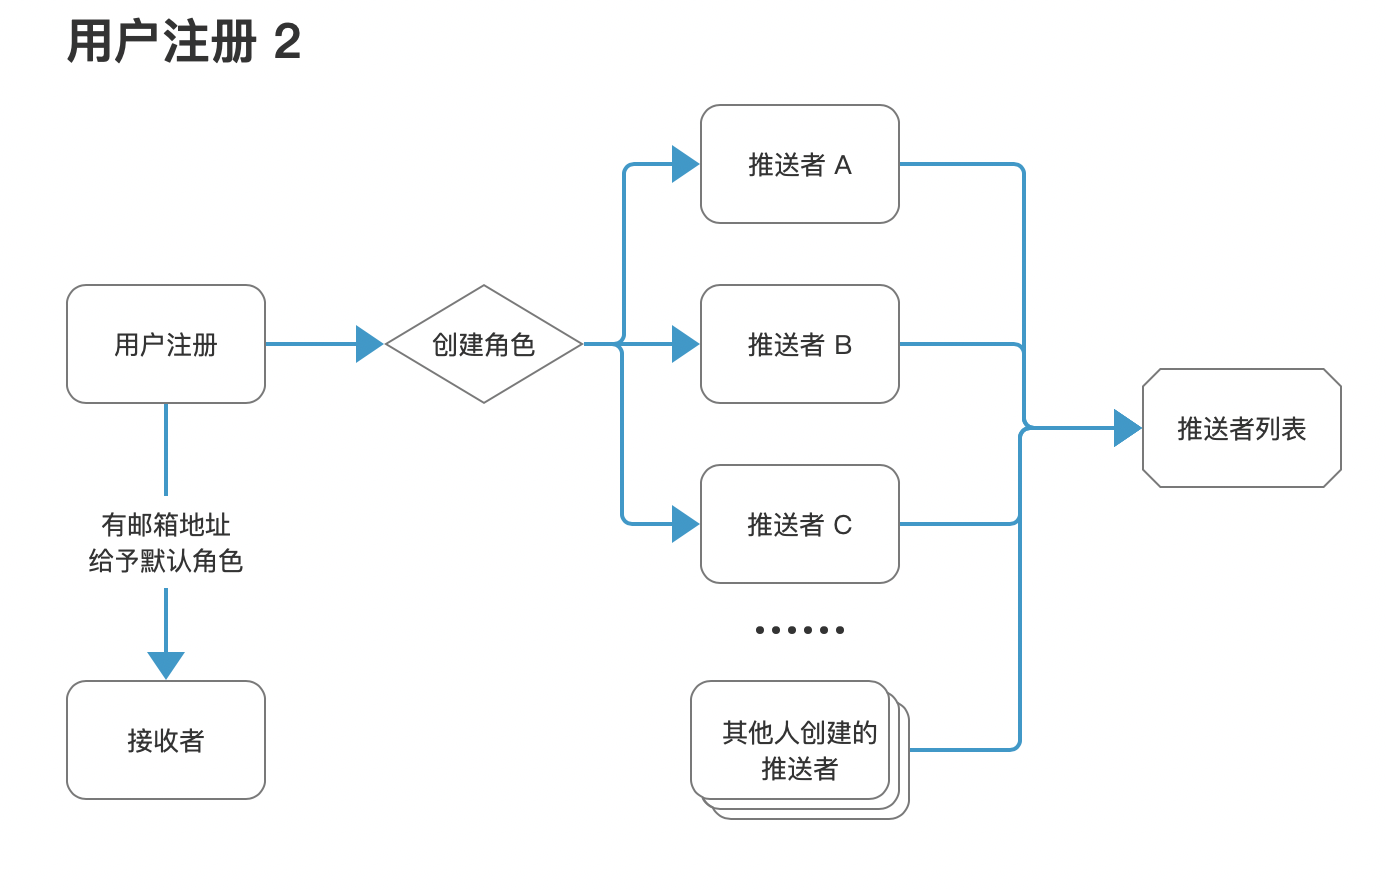 用户注册 2
推送者 A
用户注册
创建角色
推送者 B
推送者列表
推送者 C
有邮箱地址
给予默认角色
······
接收者
其他人创建的
推送者